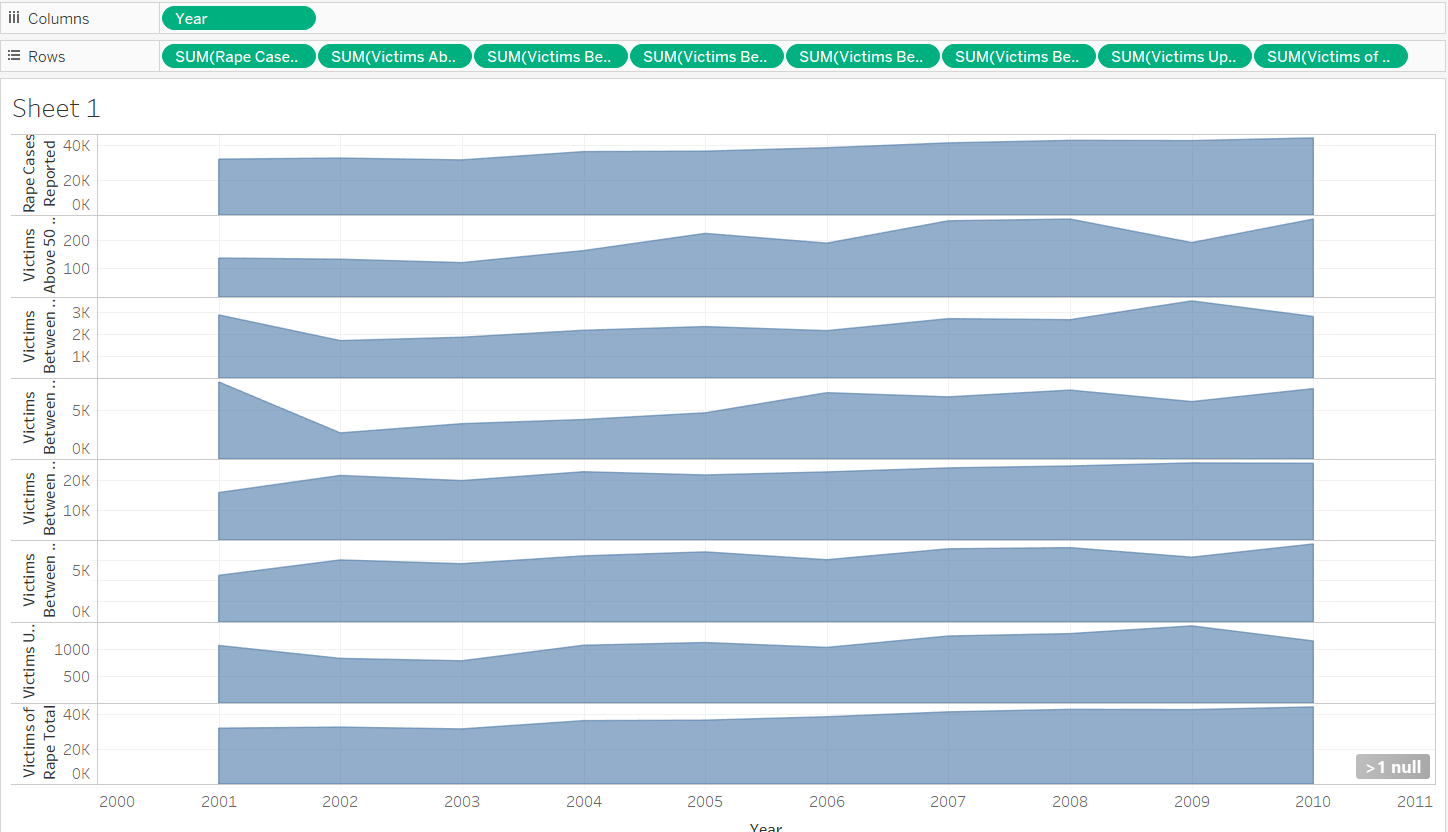 Columns Year
Rows SUM(Rape Case.. SUM(Victims Ab.. SUM(Victims Be.. SUM(Victims Be.. SUM(Victims Be.. SUM(Victims Be.. SUM(Victims Up.. SUM(Victims of ..
Sheet 1
Rape Cases
Reported
40K
20K
0K
Victims
Above 50 ..
200
100
Victims
Between ..
3K
2K
1K
Victims
Between ..
5K
0K
Victims
Between ..
20K
10K
Victims
Between ..
5K
0K
Victims U..
1000
500
Victims of
Rape Total
40K
20K
0K
>1 null
2000 2001 2002 2003 2004 2005 2006 2007 2008 2009 2010 2011
Year